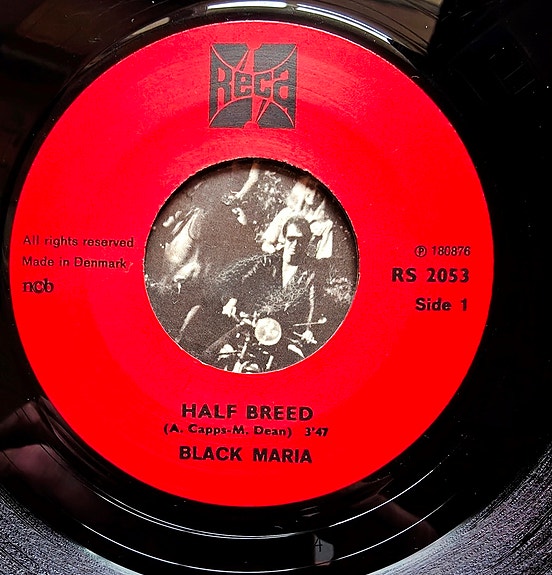 Reca
All rights reserved
Made in Denmark
ncb
℗ 180876
RS 2053
Side 1
HALF BREED
(A. Capps-M. Dean) 3'47
BLACK MARIA